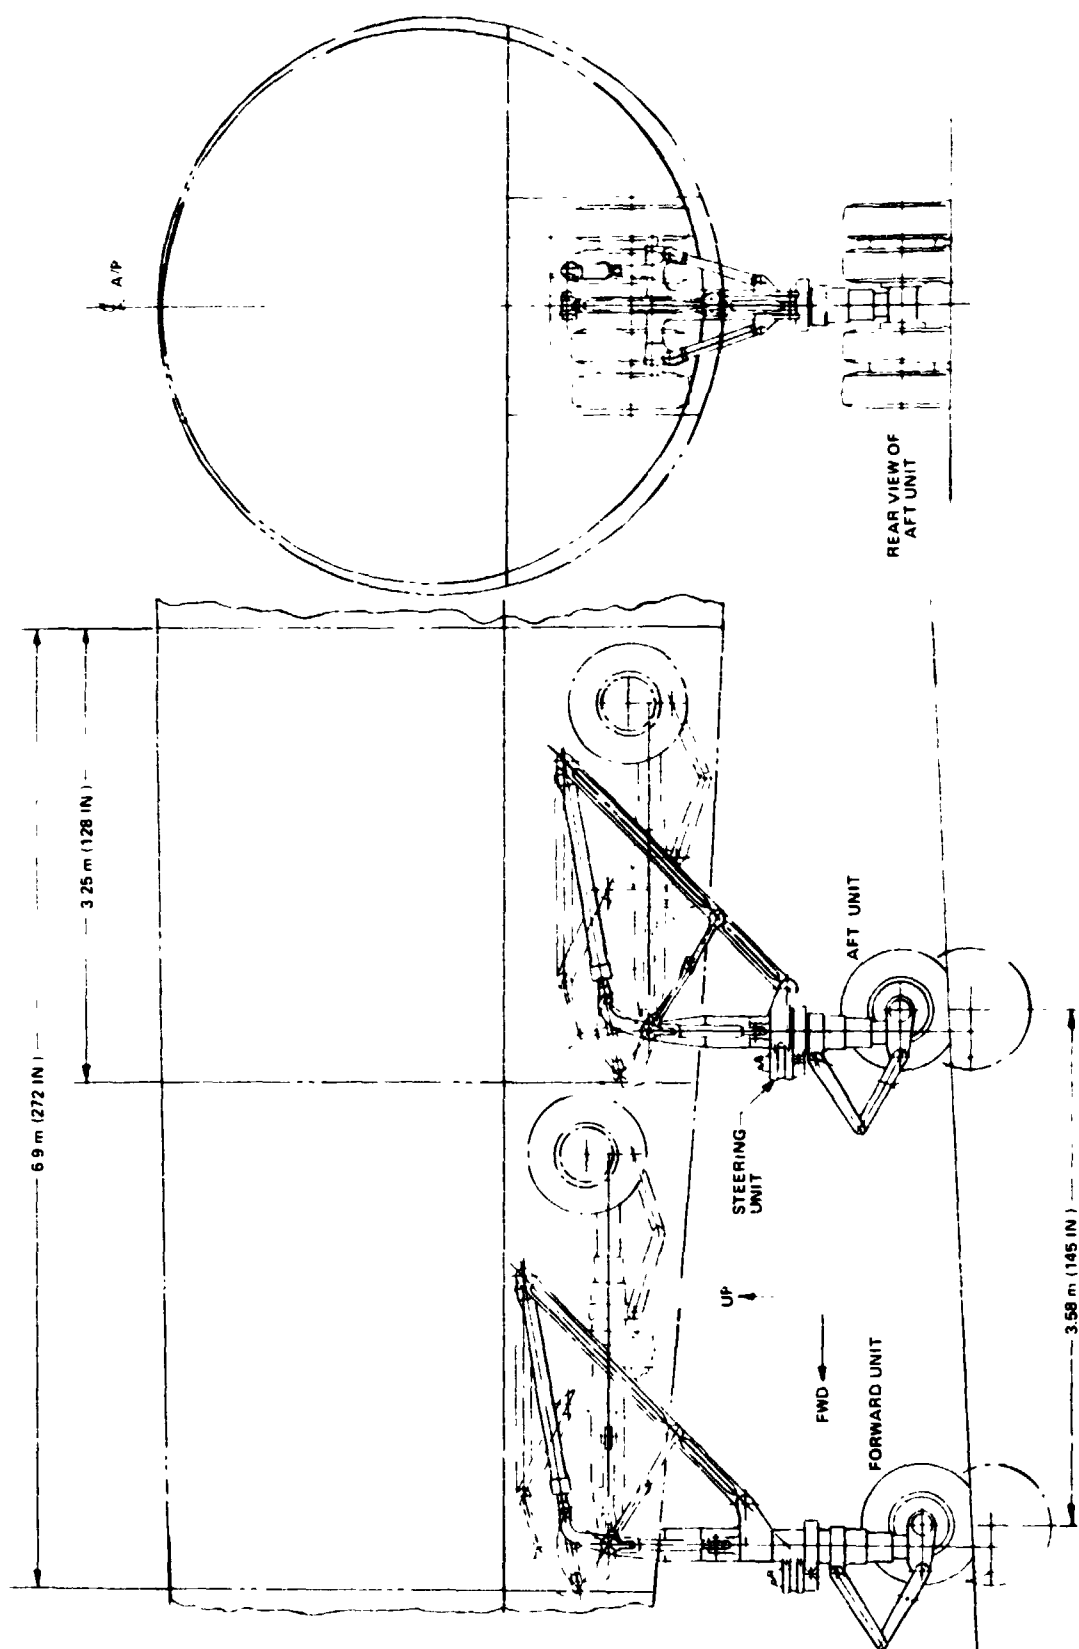 6.9 m (272 IN)
3.25 m (128 IN)
℄ A/P
REAR VIEW OF
AFT UNIT
AFT UNIT
STEERING
UNIT
UP
FWD
FORWARD UNIT
3.58 m (145 IN)